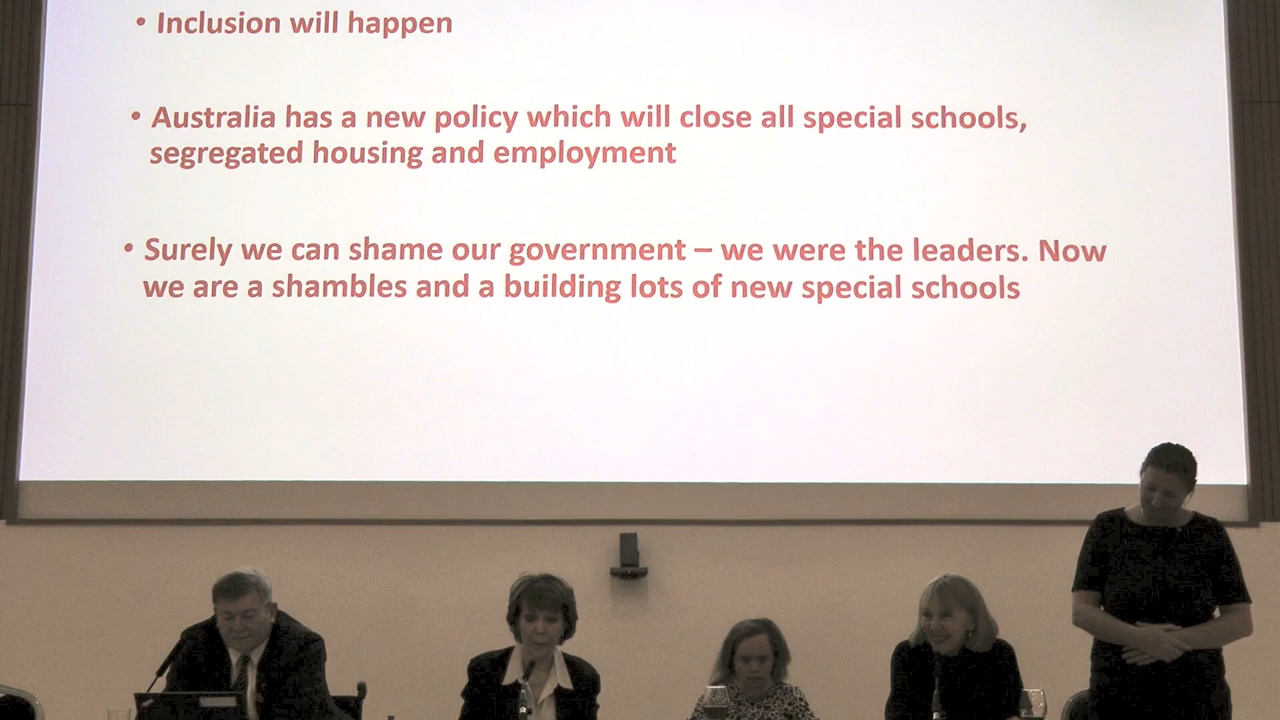 • Inclusion will happen
• Australia has a new policy which will close all special schools,
segregated housing and employment
• Surely we can shame our government – we were the leaders. Now
we are a shambles and a building lots of new special schools